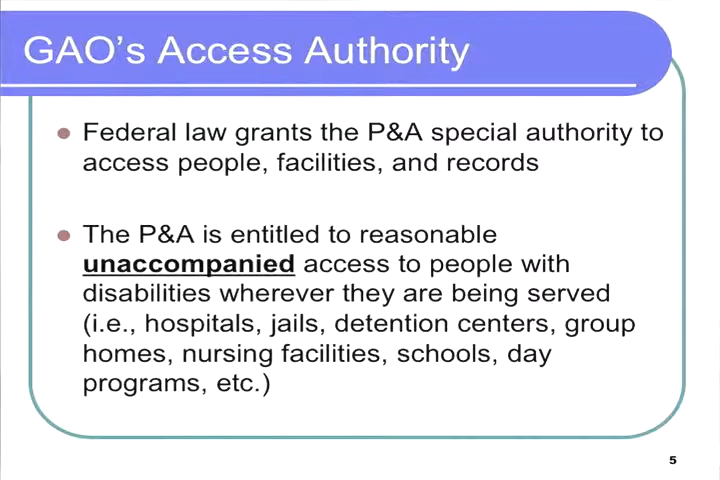 GAO's Access Authority
Federal law grants the P&A special authority to
access people, facilities, and records
The P&A is entitled to reasonable
unaccompanied access to people with
disabilities wherever they are being served
(i.e., hospitals, jails, detention centers, group
homes, nursing facilities, schools, day
programs, etc.)
5